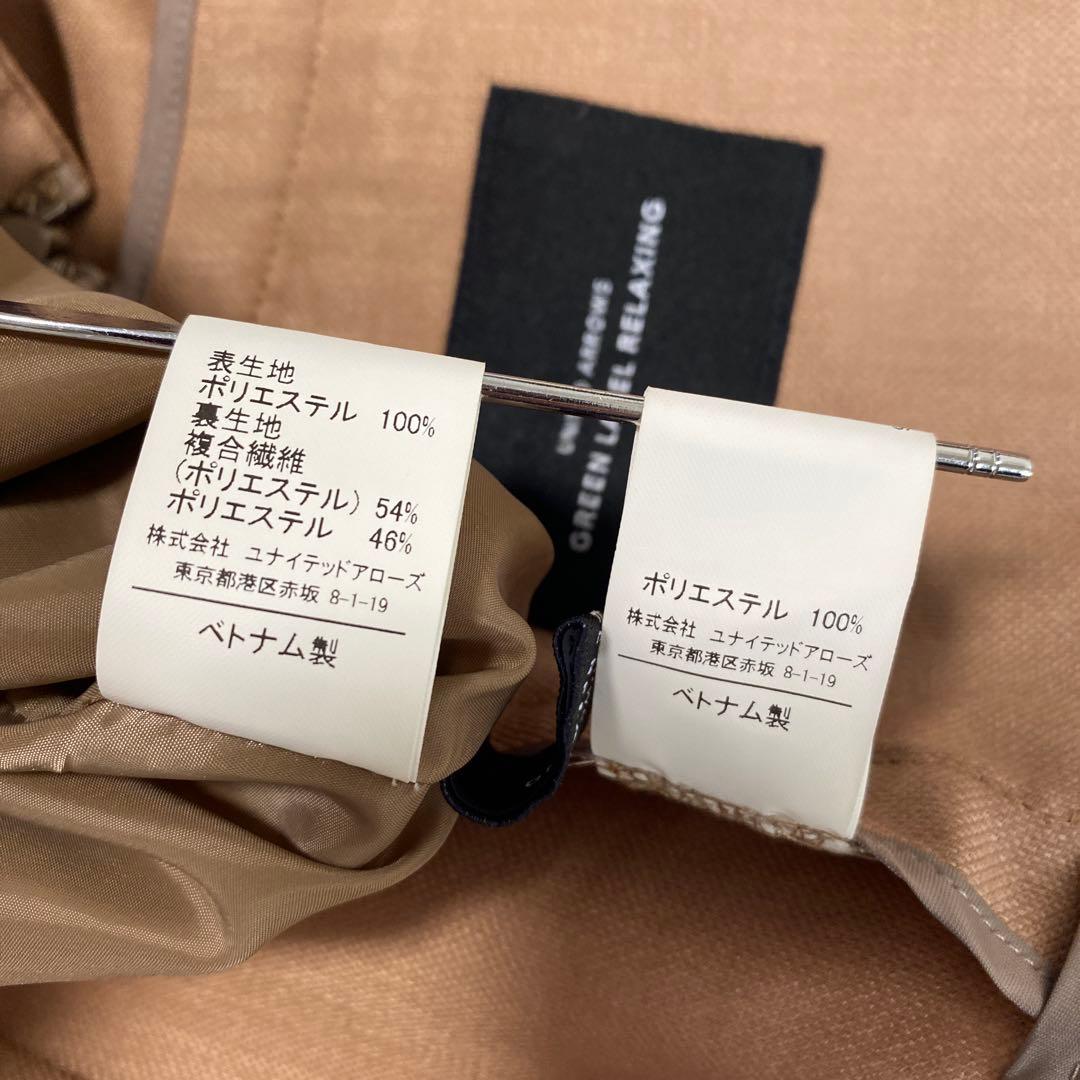 表生地
ポリエステル 100%
裏生地
複合繊維
(ポリエステル) 54%
ポリエステル 46%
株式会社 ユナイテッドアローズ
東京都港区赤坂 8-1-19
ベトナム製
ARROWS
GREEN LABEL RELAXING
ポリエステル 100%
株式会社 ユナイテッドアローズ
東京都港区赤坂 8-1-19
ベトナム製